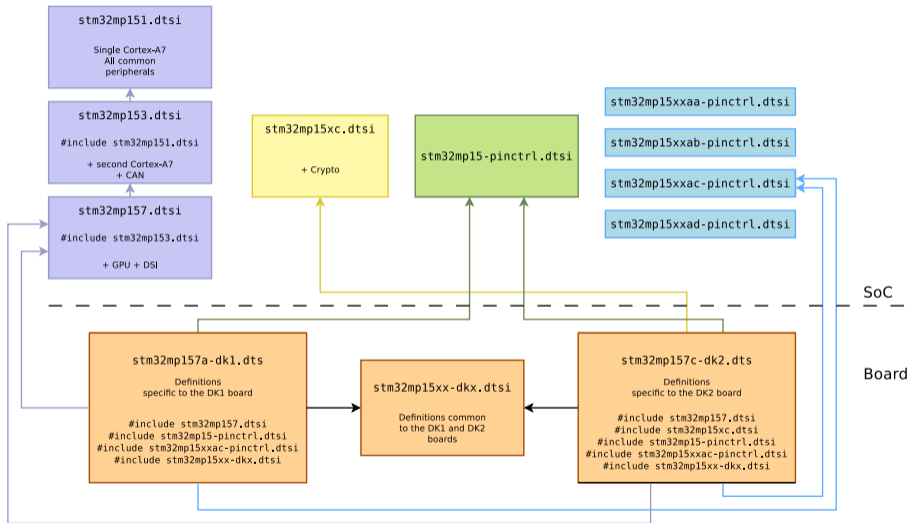 stm32mp151.dtsi
Single Cortex-A7
All common
peripherals
stm32mp153.dtsi
#include stm32mp151.dtsi
+ second Cortex-A7
+ CAN
stm32mp157.dtsi
#include stm32mp153.dtsi
+ GPU + DSI
stm32mp15xc.dtsi
+ Crypto
stm32mp15-pinctrl.dtsi
stm32mp15xxaa-pinctrl.dtsi
stm32mp15xxab-pinctrl.dtsi
stm32mp15xxac-pinctrl.dtsi
stm32mp15xxad-pinctrl.dtsi
SoC
Board
stm32mp157a-dk1.dts
Definitions
specific to the DK1 board
#include stm32mp157.dtsi
#include stm32mp15-pinctrl.dtsi
#include stm32mp15xxac-pinctrl.dtsi
#include stm32mp15xx-dkx.dtsi
stm32mp15xx-dkx.dtsi
Definitions common
to the DK1 and DK2
boards
stm32mp157c-dk2.dts
Definitions
specific to the DK2 board
#include stm32mp157.dtsi
#include stm32mp15xc.dtsi
#include stm32mp15-pinctrl.dtsi
#include stm32mp15xxac-pinctrl.dtsi
#include stm32mp15xx-dkx.dtsi